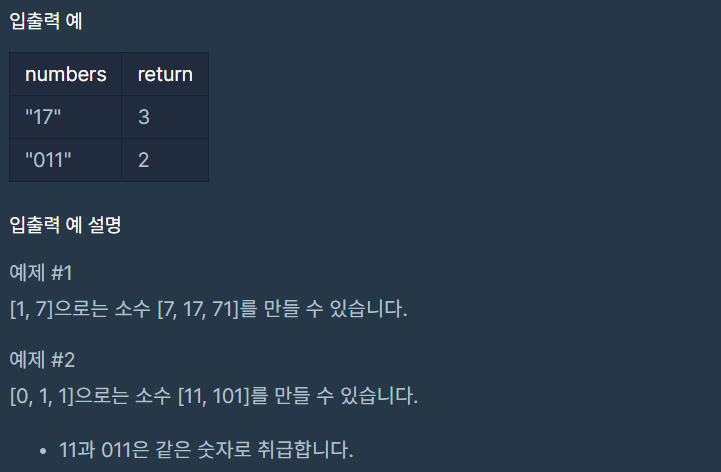 입출력 예
numbers return
"17" 3
"011" 2
입출력 예 설명
예제 #1
[1, 7]으로는 소수 [7, 17, 71]를 만들 수 있습니다.
예제 #2
[0, 1, 1]으로는 소수 [11, 101]를 만들 수 있습니다.
• 11과 011은 같은 숫자로 취급합니다.